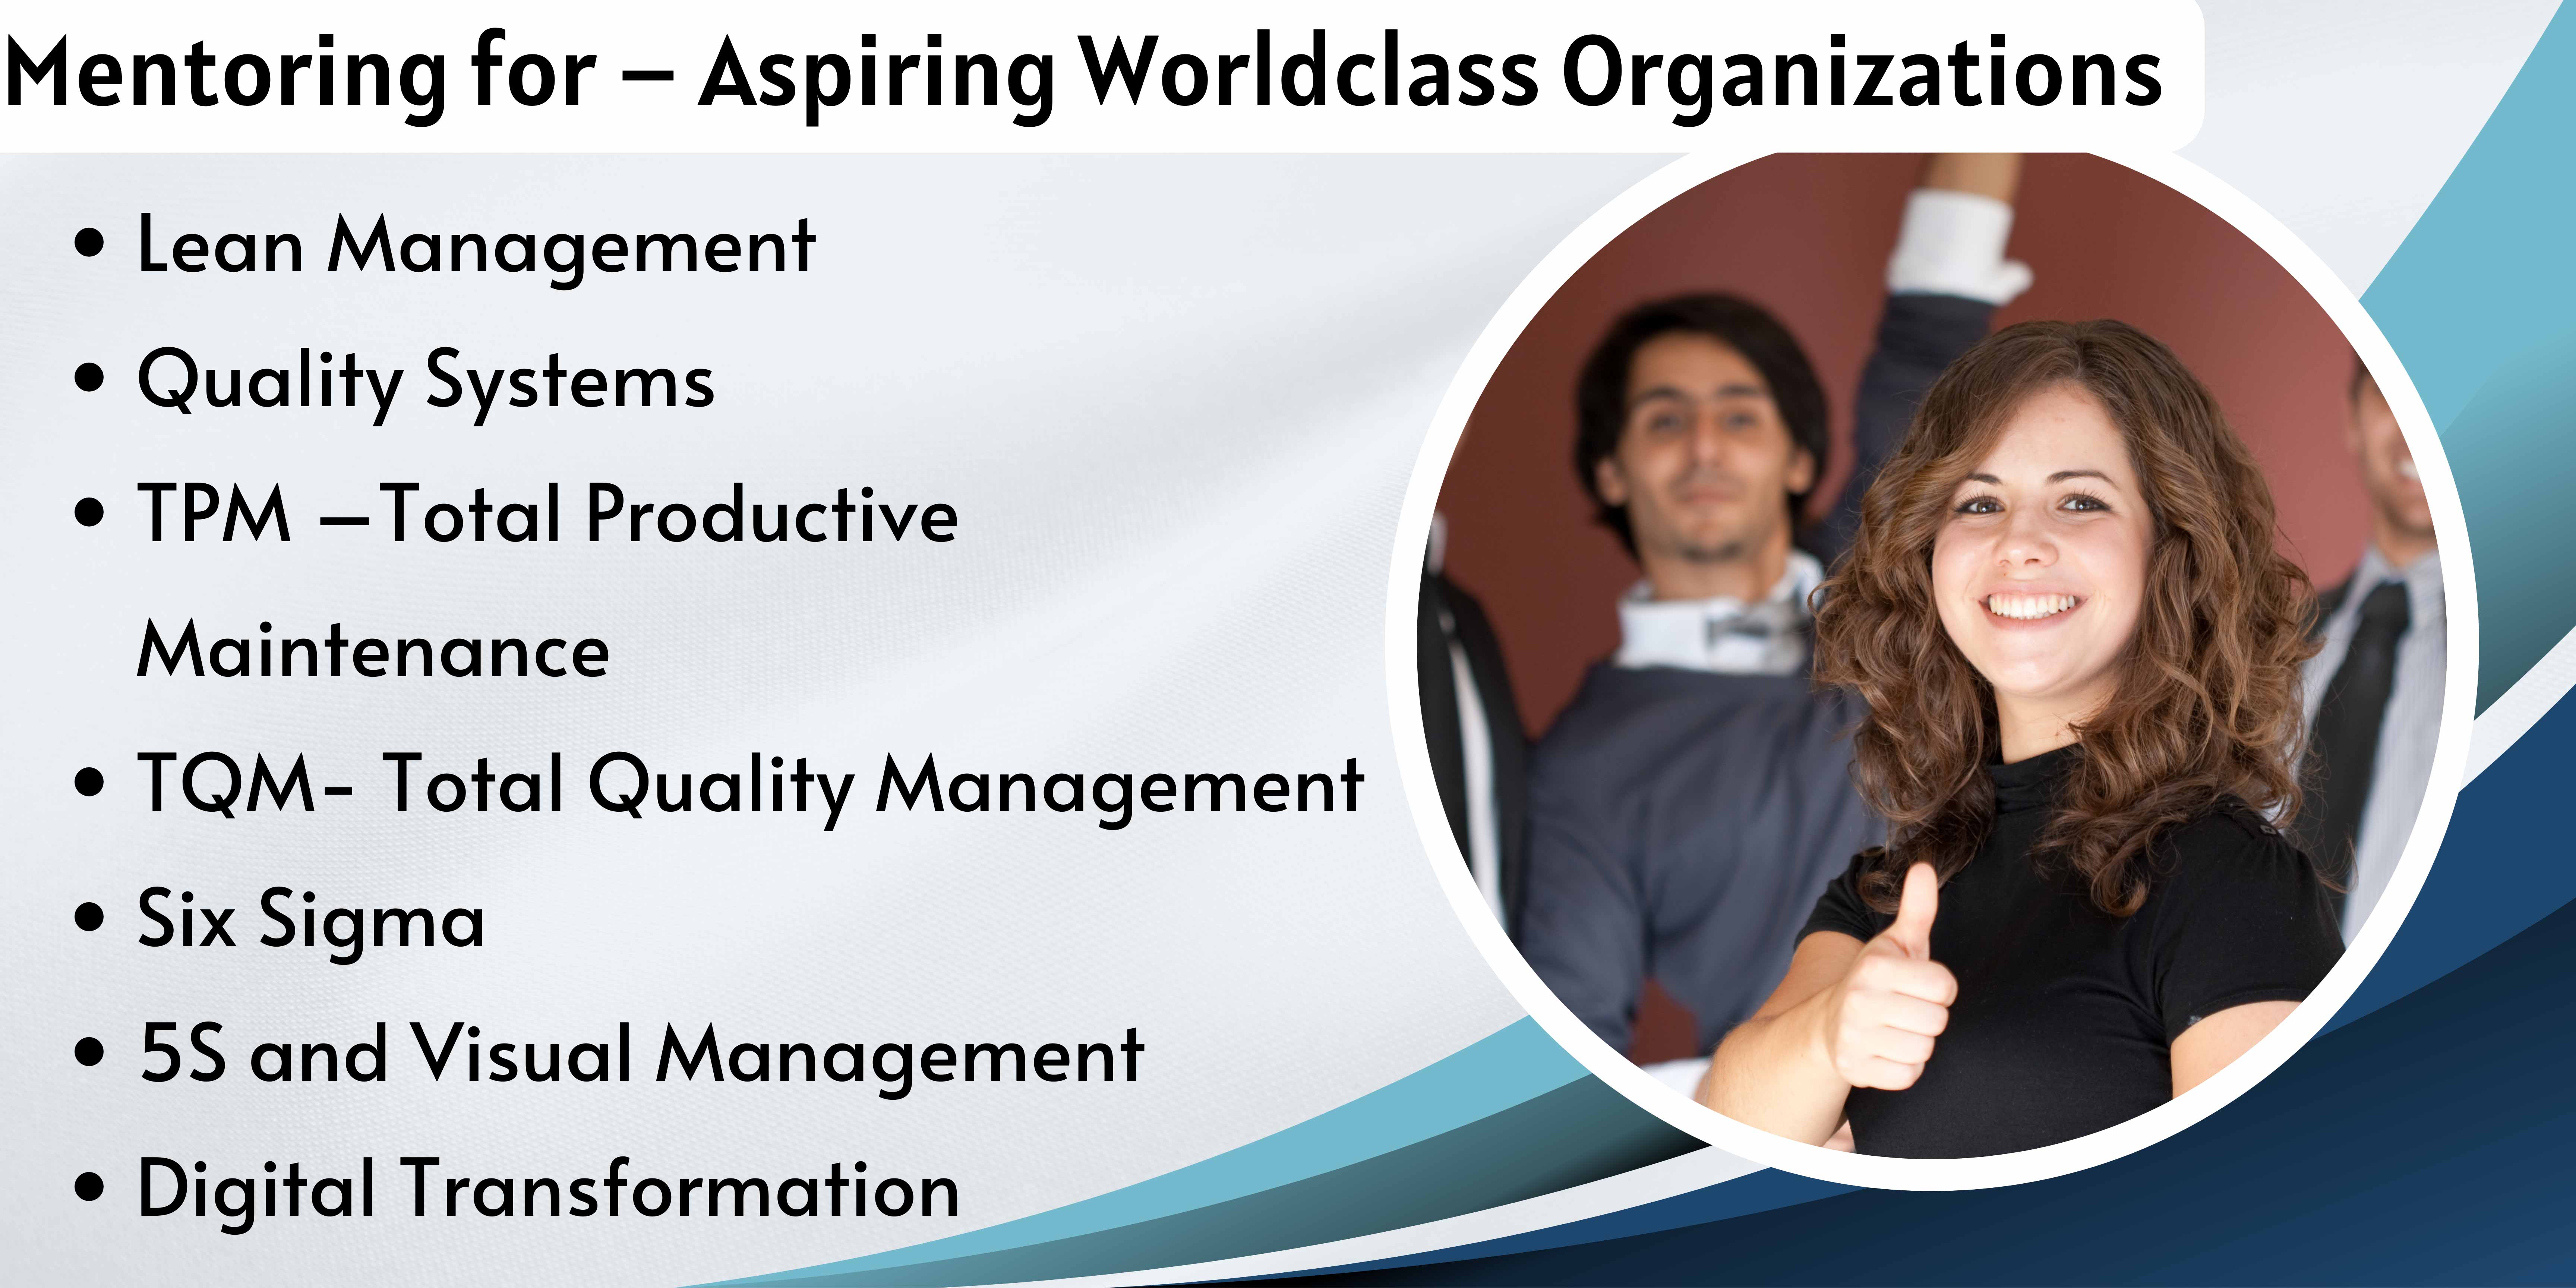 Mentoring for – Aspiring Worldclass Organizations
• Lean Management
• Quality Systems
• TPM –Total Productive
Maintenance
• TQM- Total Quality Management
• Six Sigma
• 5S and Visual Management
• Digital Transformation